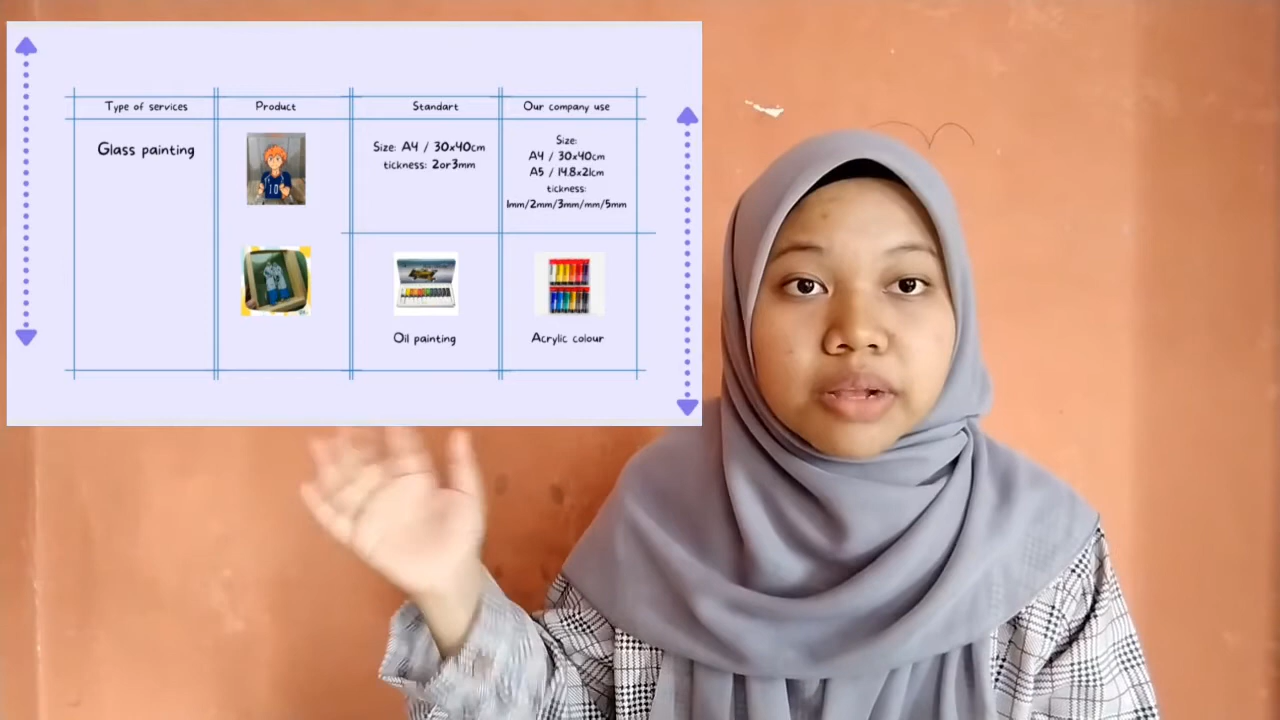 Type of services
Product
Standart
Our company use
Glass painting
Size: A4 / 30x40cm
tickness: 2or3mm
Size:
A4 / 30x40cm
A5 / 14.8x21cm
tickness:
1mm/2mm/3mm/mm/5mm
10
Oil painting
Acrylic colour